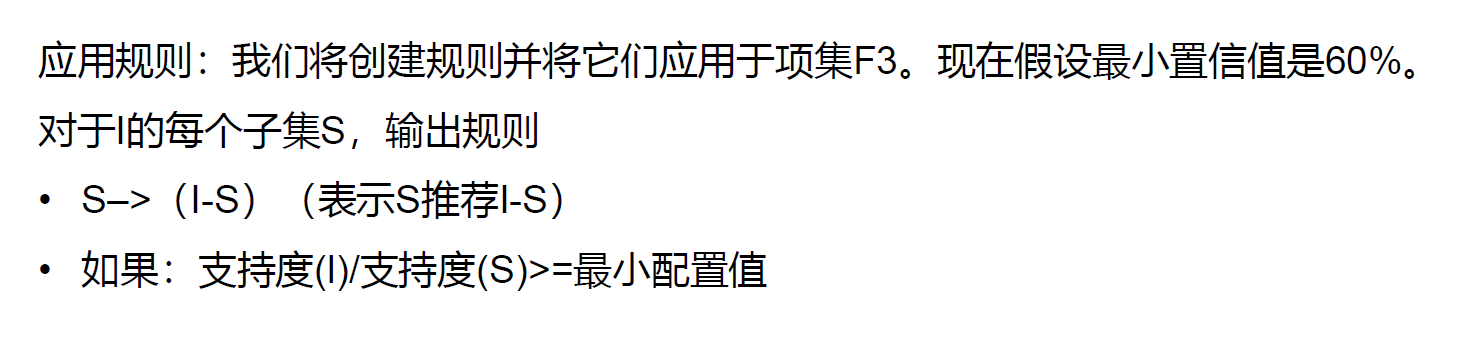 应用规则：我们将创建规则并将它们应用于项集F3。现在假设最小置信值是60%。
对于I的每个子集S，输出规则
• S–>（I-S）（表示S推荐I-S）
• 如果：支持度(I)/支持度(S)>=最小配置值